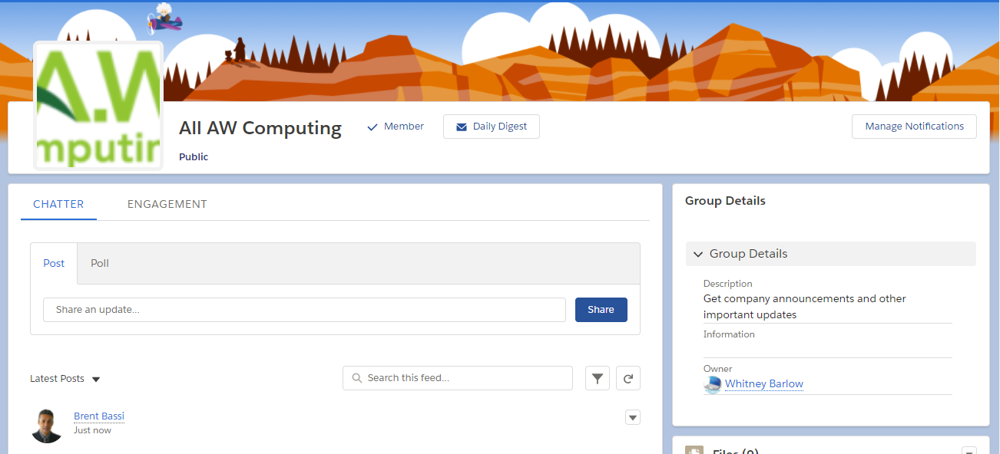 A.W
mputin
All AW Computing
Member
Daily Digest
Manage Notifications
Public
CHATTER
ENGAGEMENT
Post
Poll
Share an update...
Share
Latest Posts
Search this feed...
Brent Bassi
Just now
Group Details
Group Details
Description
Get company announcements and other
important updates
Information
Owner
Whitney Barlow
Files (0)